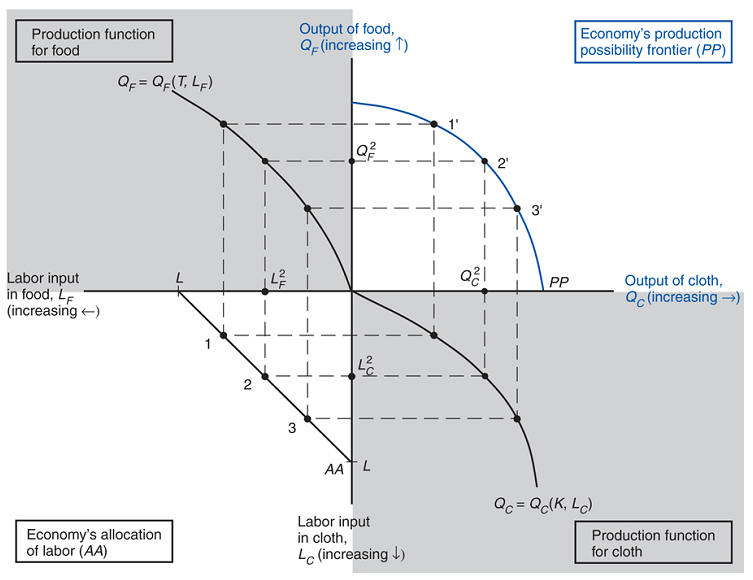 Production function
for food
Output of food,
Q_F (increasing ↑)
Economy's production
possibility frontier (PP)
Q_F = Q_F(T, L_F)
1'
Q_F^2
2'
3'
Labor input
in food, L_F
(increasing ←)
L
L_F^2
Q_C^2
PP
Output of cloth,
Q_C (increasing →)
1
2
L_C^2
3
AA
L
Q_C = Q_C(K, L_C)
Economy's allocation
of labor (AA)
Labor input
in cloth,
L_C (increasing ↓)
Production function
for cloth